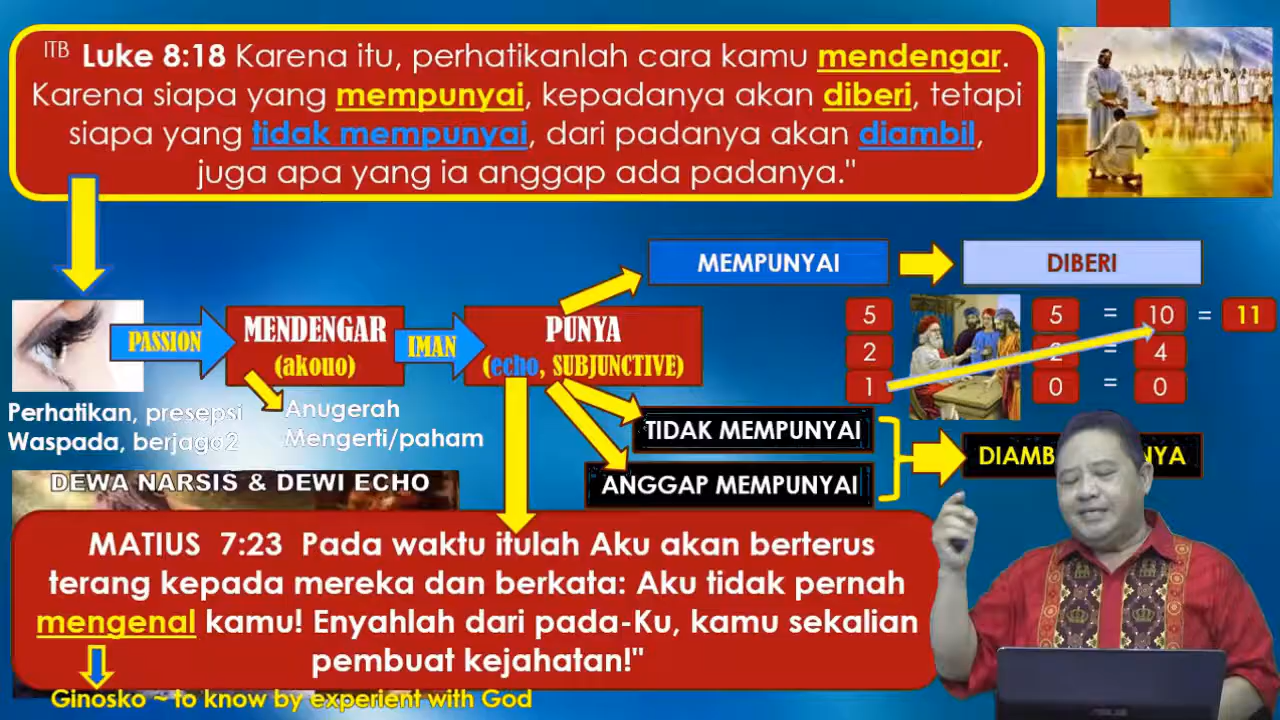 ITB Luke 8:18 Karena itu, perhatikanlah cara kamu mendengar.
Karena siapa yang mempunyai, kepadanya akan diberi, tetapi
siapa yang tidak mempunyai, dari padanya akan diambil,
juga apa yang ia anggap ada padanya."
MEMPUNYAI
DIBERI
PASSION
MENDENGAR
(akouo)
IMAN
PUNYA
(echo, SUBJUNCTIVE)
5
5 = 10 = 11
2
2 = 4
1
0 = 0
Perhatikan, presepsi
Waspada, berjaga2
Anugerah
Mengerti/paham
TIDAK MEMPUNYAI
ANGGAP MEMPUNYAI
DEWA NARSIS & DEWI ECHO
MATIUS 7:23 Pada waktu itulah Aku akan berterus
terang kepada mereka dan berkata: Aku tidak pernah
mengenal kamu! Enyahlah dari pada-Ku, kamu sekalian
pembuat kejahatan!"
Ginosko ~ to know by experient with God